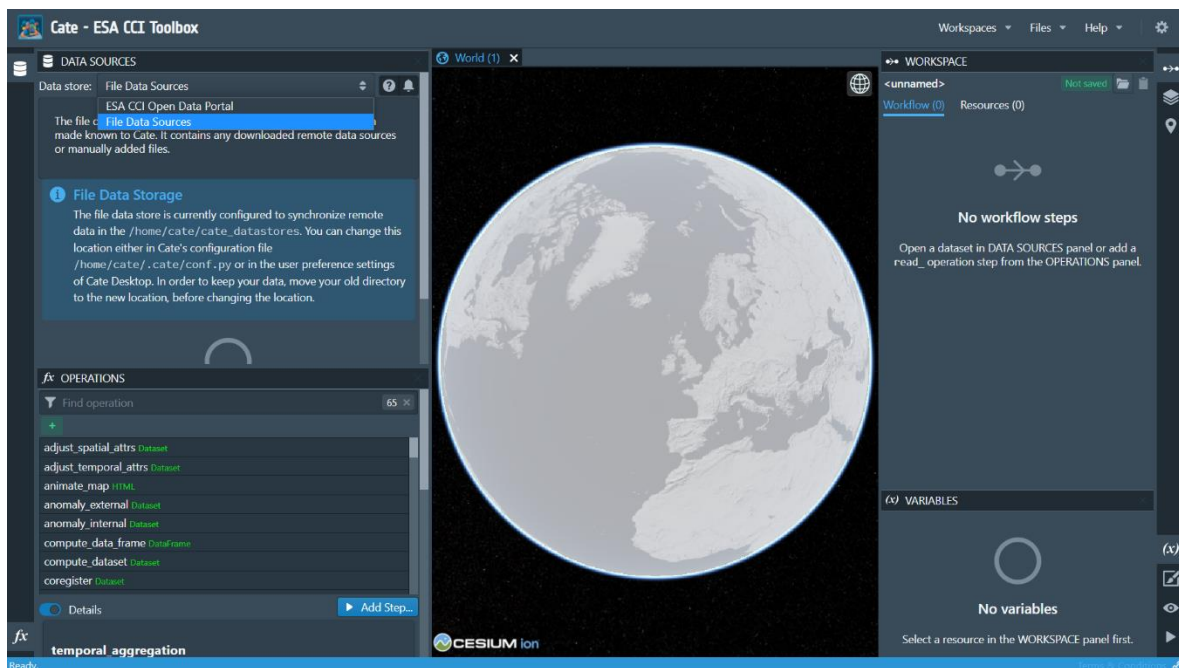 Cate - ESA CCI Toolbox
Workspaces Files Help
DATA SOURCES
Data store: File Data Sources
ESA CCI Open Data Portal
File Data Sources
The file
made known to Cate. It contains any downloaded remote data sources
or manually added files.
File Data Storage
The file data store is currently configured to synchronize remote
data in the /home/cate/cate_datastores. You can change this
location either in Cate's configuration file
/home/cate/.cate/conf.py or in the user preference settings
of Cate Desktop. In order to keep your data, move your old directory
to the new location, before changing the location.
fx OPERATIONS
Find operation 65
+
adjust_spatial_attrs Dataset
adjust_temporal_attrs Dataset
animate_map HTML
anomaly_external Dataset
anomaly_internal Dataset
compute_data_frame DataFrame
compute_dataset Dataset
coregister Dataset
Details
Add Step...
temporal_aggregation
fx
Ready.
World (1)
CESIUM ion
WORKSPACE
<unnamed> Not saved
Workflow (0) Resources (0)
No workflow steps
Open a dataset in DATA SOURCES panel or add a
read_ operation step from the OPERATIONS panel.
(x) VARIABLES
No variables
Select a resource in the WORKSPACE panel first.
(x)
Terms & Conditions